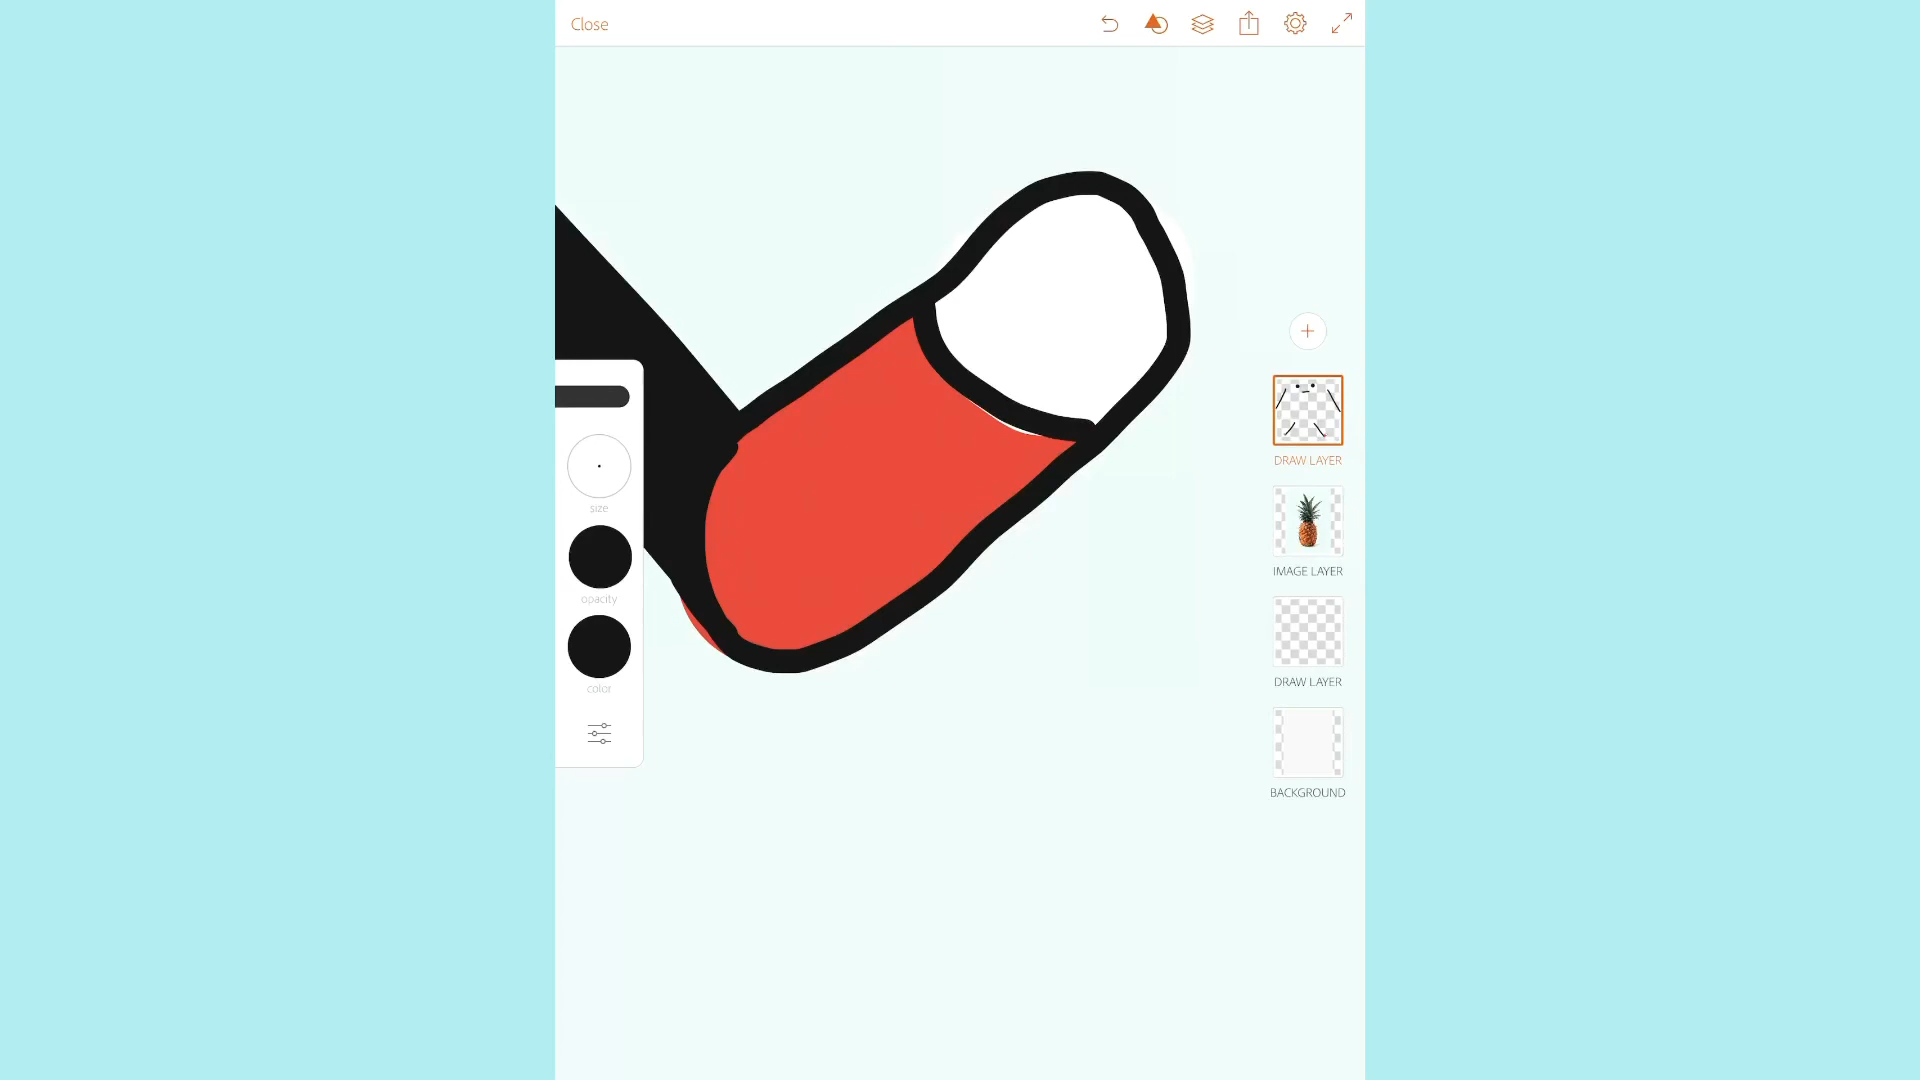 Close
DRAW LAYER
size
IMAGE LAYER
opacity
DRAW LAYER
color
BACKGROUND